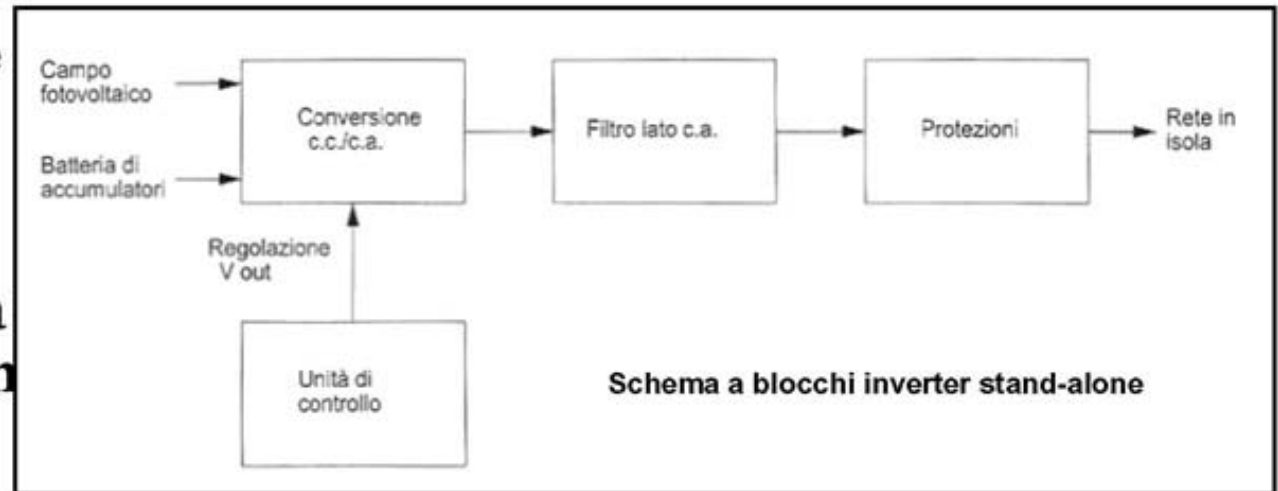 Campo
fotovoltaico
Batteria di
accumulatori
Conversione
c.c./c.a.
Filtro lato c.a.
Protezioni
Rete in
isola
Regolazione
V out
Unità di
controllo
Schema a blocchi inverter stand-alone